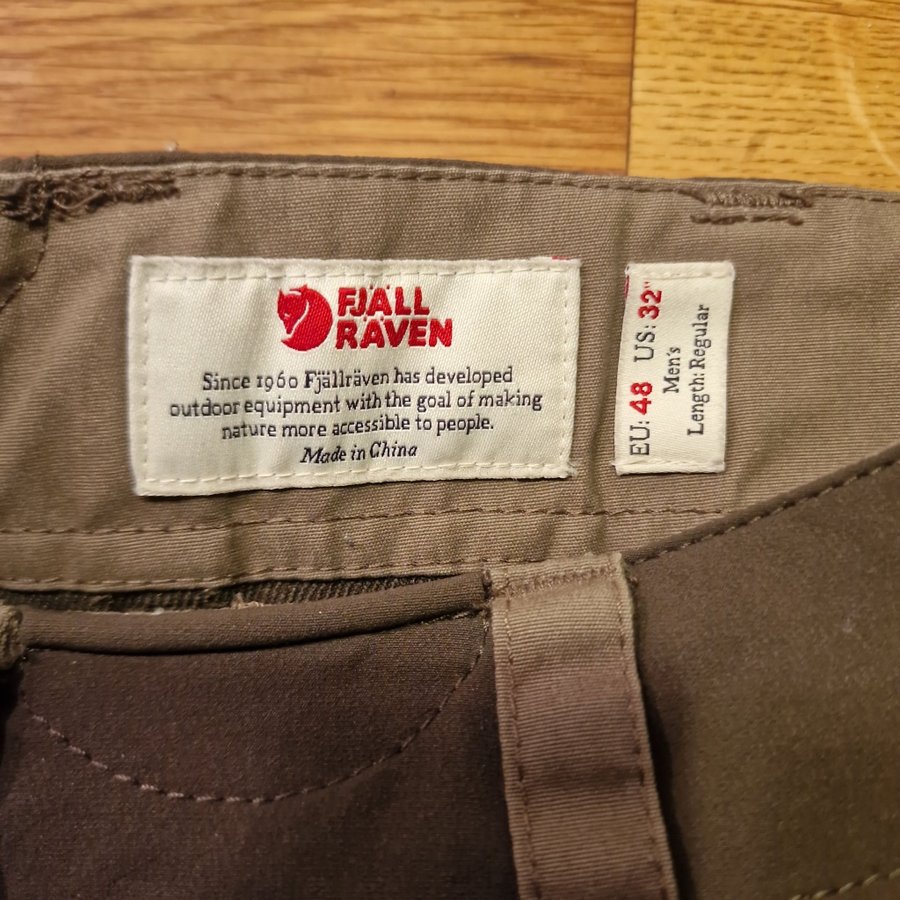 FJÄLL
RÄVEN
Since 1960 Fjällräven has developed
outdoor equipment with the goal of making
nature more accessible to people.
Made in China
EU: 48 US: 32"
Men's
Length: Regular